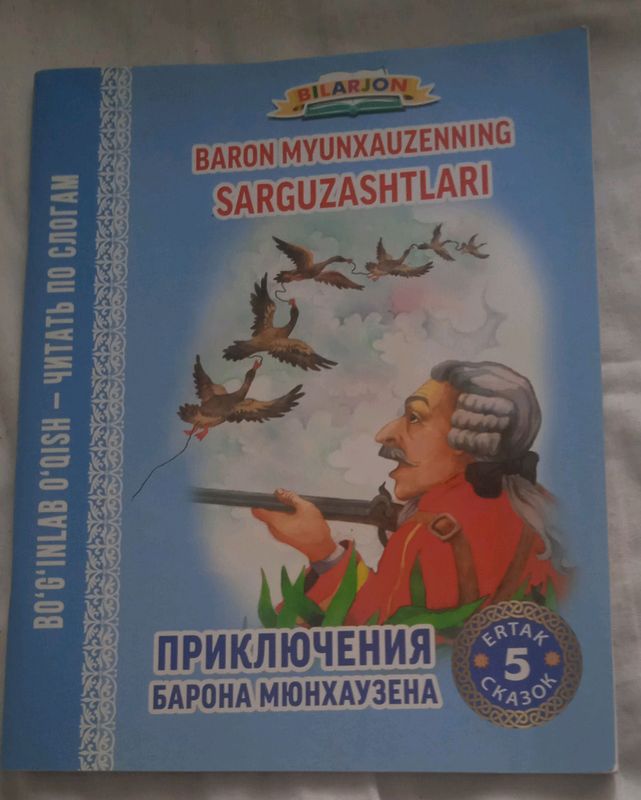 BILARJON
BARON MYUNXAUZENNING
SARGUZASHTLARI
BO‘G‘INLAB O‘QISH – ЧИТАТЬ ПО СЛОГАМ
ПРИКЛЮЧЕНИЯ
БАРОНА МЮНХАУЗЕНА
ERTAK
5
СКАЗОК